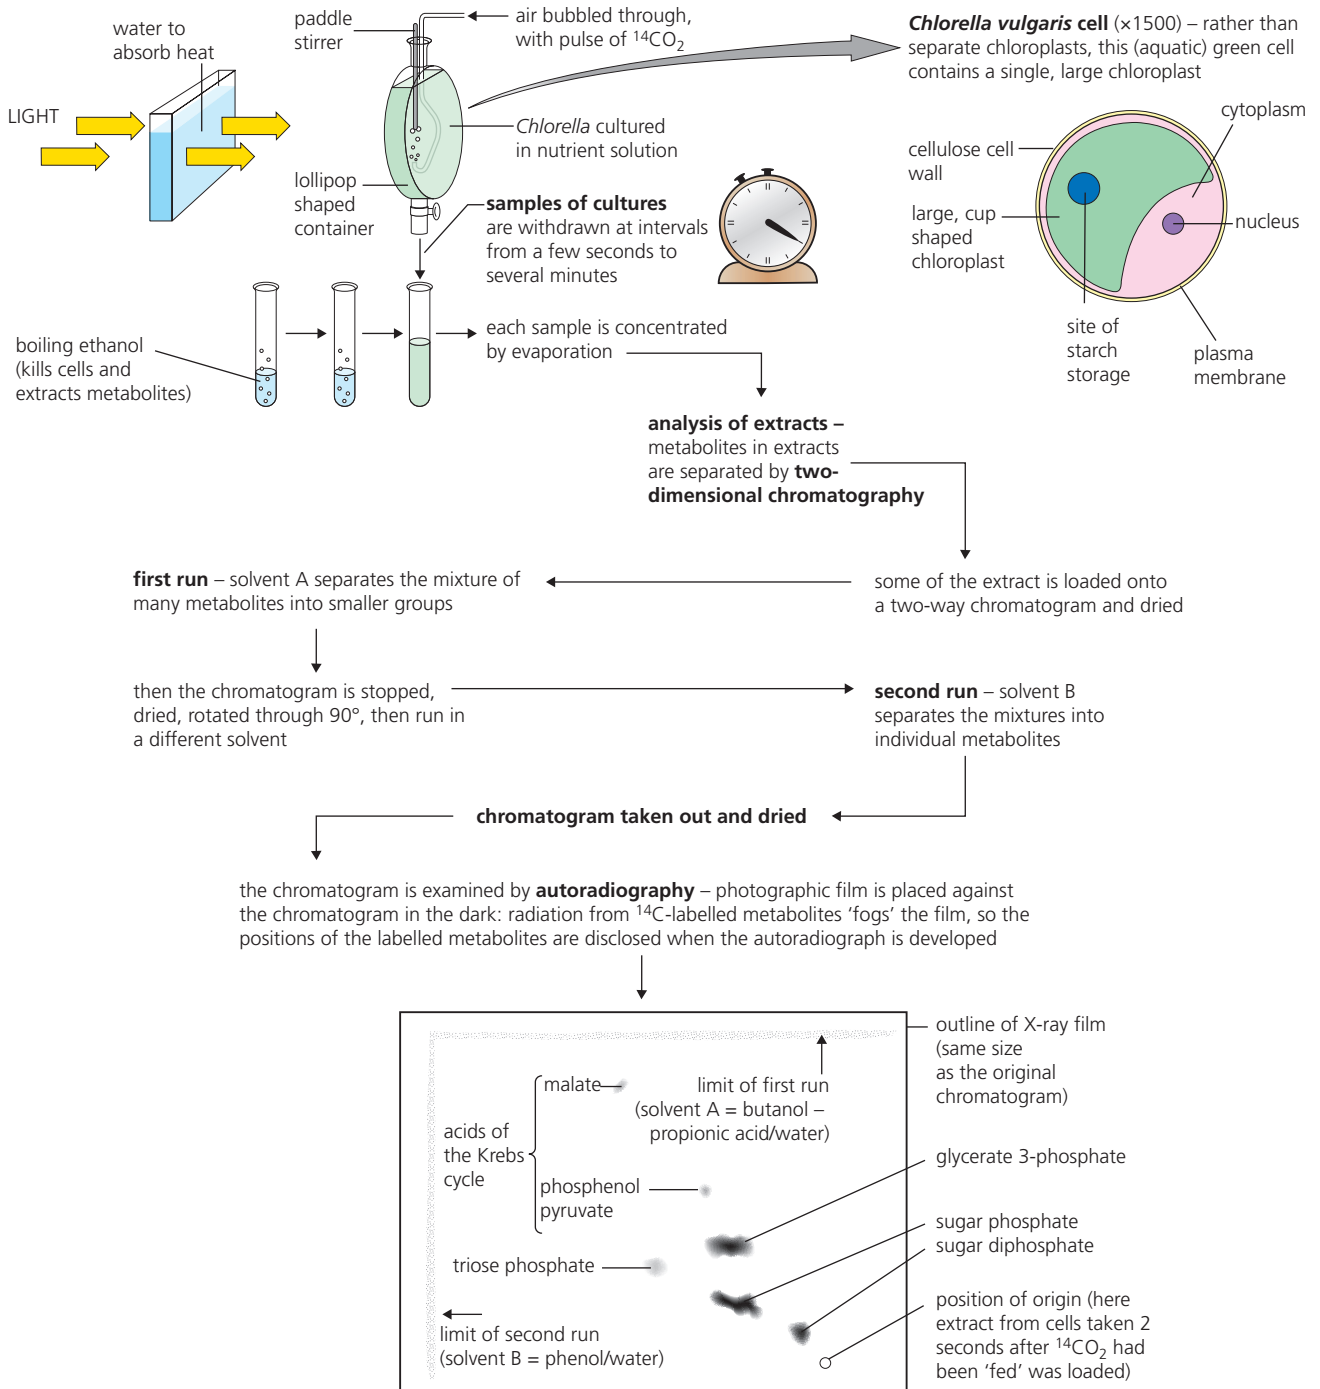 water to
absorb heat
LIGHT
paddle
stirrer
air bubbled through,
with pulse of ¹⁴CO₂
Chlorella cultured
in nutrient solution
lollipop
shaped
container
samples of cultures
are withdrawn at intervals
from a few seconds to
several minutes
Chlorella vulgaris cell (×1500) – rather than
separate chloroplasts, this (aquatic) green cell
contains a single, large chloroplast
cytoplasm
cellulose cell
wall
large, cup
shaped
chloroplast
nucleus
site of
starch
storage
plasma
membrane
boiling ethanol
(kills cells and
extracts metabolites)
each sample is concentrated
by evaporation
analysis of extracts –
metabolites in extracts
are separated by two-
dimensional chromatography
some of the extract is loaded onto
a two-way chromatogram and dried
first run – solvent A separates the mixture of
many metabolites into smaller groups
then the chromatogram is stopped,
dried, rotated through 90°, then run in
a different solvent
second run – solvent B
separates the mixtures into
individual metabolites
chromatogram taken out and dried
the chromatogram is examined by autoradiography – photographic film is placed against
the chromatogram in the dark: radiation from ¹⁴C-labelled metabolites ‘fogs’ the film, so the
positions of the labelled metabolites are disclosed when the autoradiograph is developed
outline of X-ray film
(same size
as the original
chromatogram)
malate
limit of first run
(solvent A = butanol –
propionic acid/water)
acids of
the Krebs
cycle
phosphenol
pyruvate
glycerate 3-phosphate
triose phosphate
sugar phosphate
sugar diphosphate
limit of second run
(solvent B = phenol/water)
position of origin (here
extract from cells taken 2
seconds after ¹⁴CO₂ had
been ‘fed’ was loaded)